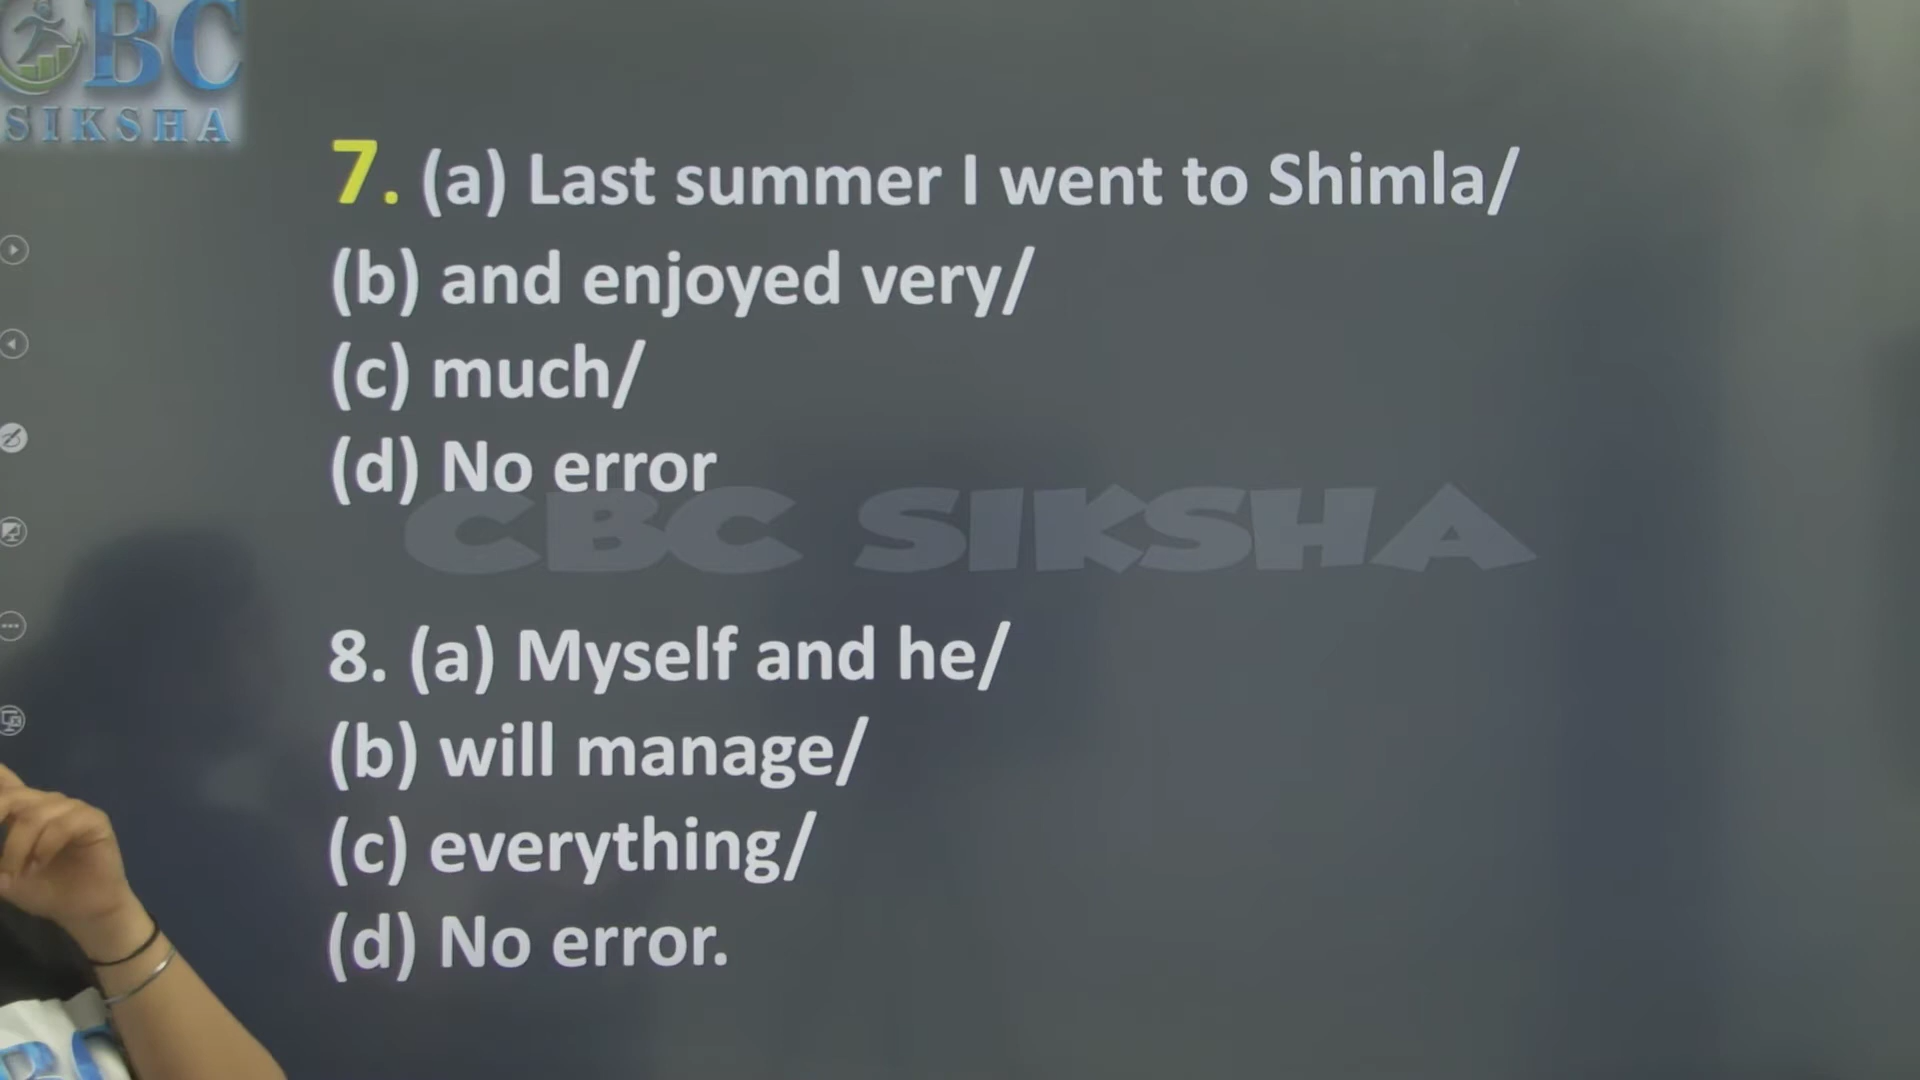 CBC
SIKSHA
7. (a) Last summer I went to Shimla/
(b) and enjoyed very/
(c) much/
(d) No error
CBC SIKSHA
8. (a) Myself and he/
(b) will manage/
(c) everything/
(d) No error.